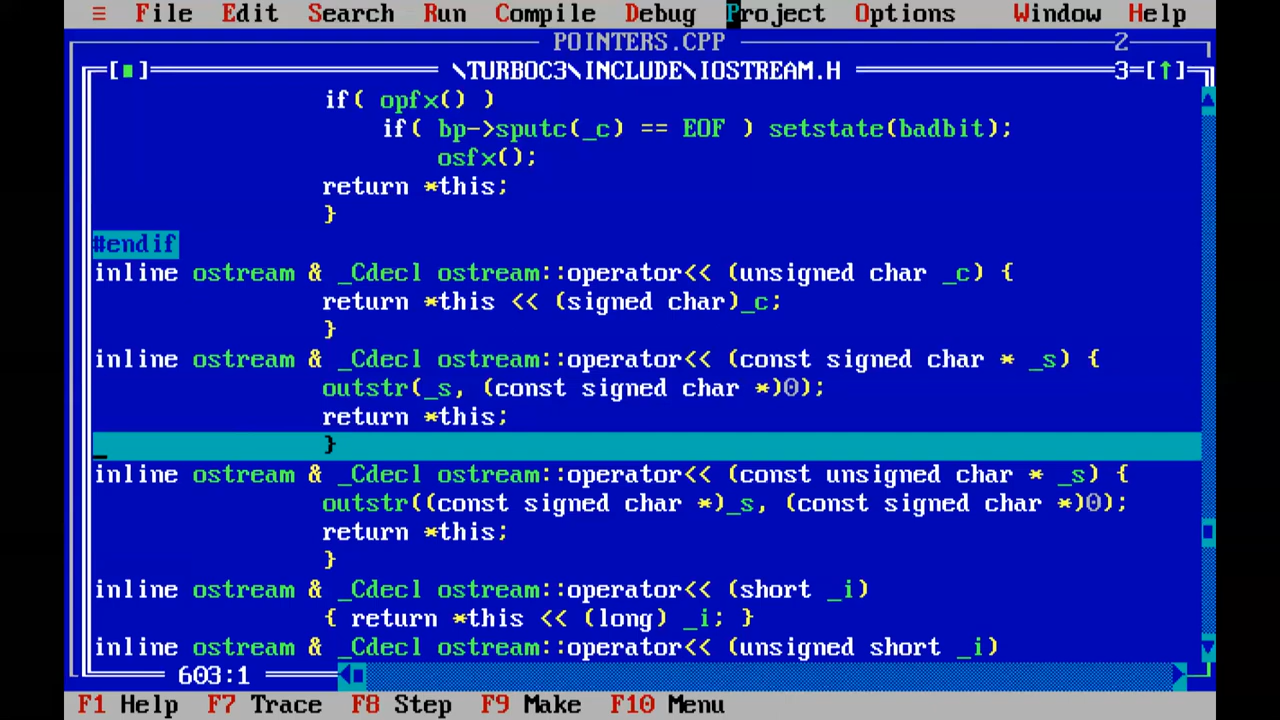 ≡ File Edit Search Run Compile Debug Project Options Window Help
POINTERS.CPP 2
[■] \TURBOC3\INCLUDE\IOSTREAM.H 3=[↑]
if( opfx() )
if( bp->sputc(_c) == EOF ) setstate(badbit);
osfx();
return *this;
}
#endif
inline ostream & _Cdecl ostream::operator<< (unsigned char _c) {
return *this << (signed char)_c;
}
inline ostream & _Cdecl ostream::operator<< (const signed char * _s) {
outstr(_s, (const signed char *)0);
return *this;
}
inline ostream & _Cdecl ostream::operator<< (const unsigned char * _s) {
outstr((const signed char *)_s, (const signed char *)0);
return *this;
}
inline ostream & _Cdecl ostream::operator<< (short _i)
{ return *this << (long) _i; }
inline ostream & _Cdecl ostream::operator<< (unsigned short _i)
603:1
F1 Help F7 Trace F8 Step F9 Make F10 Menu